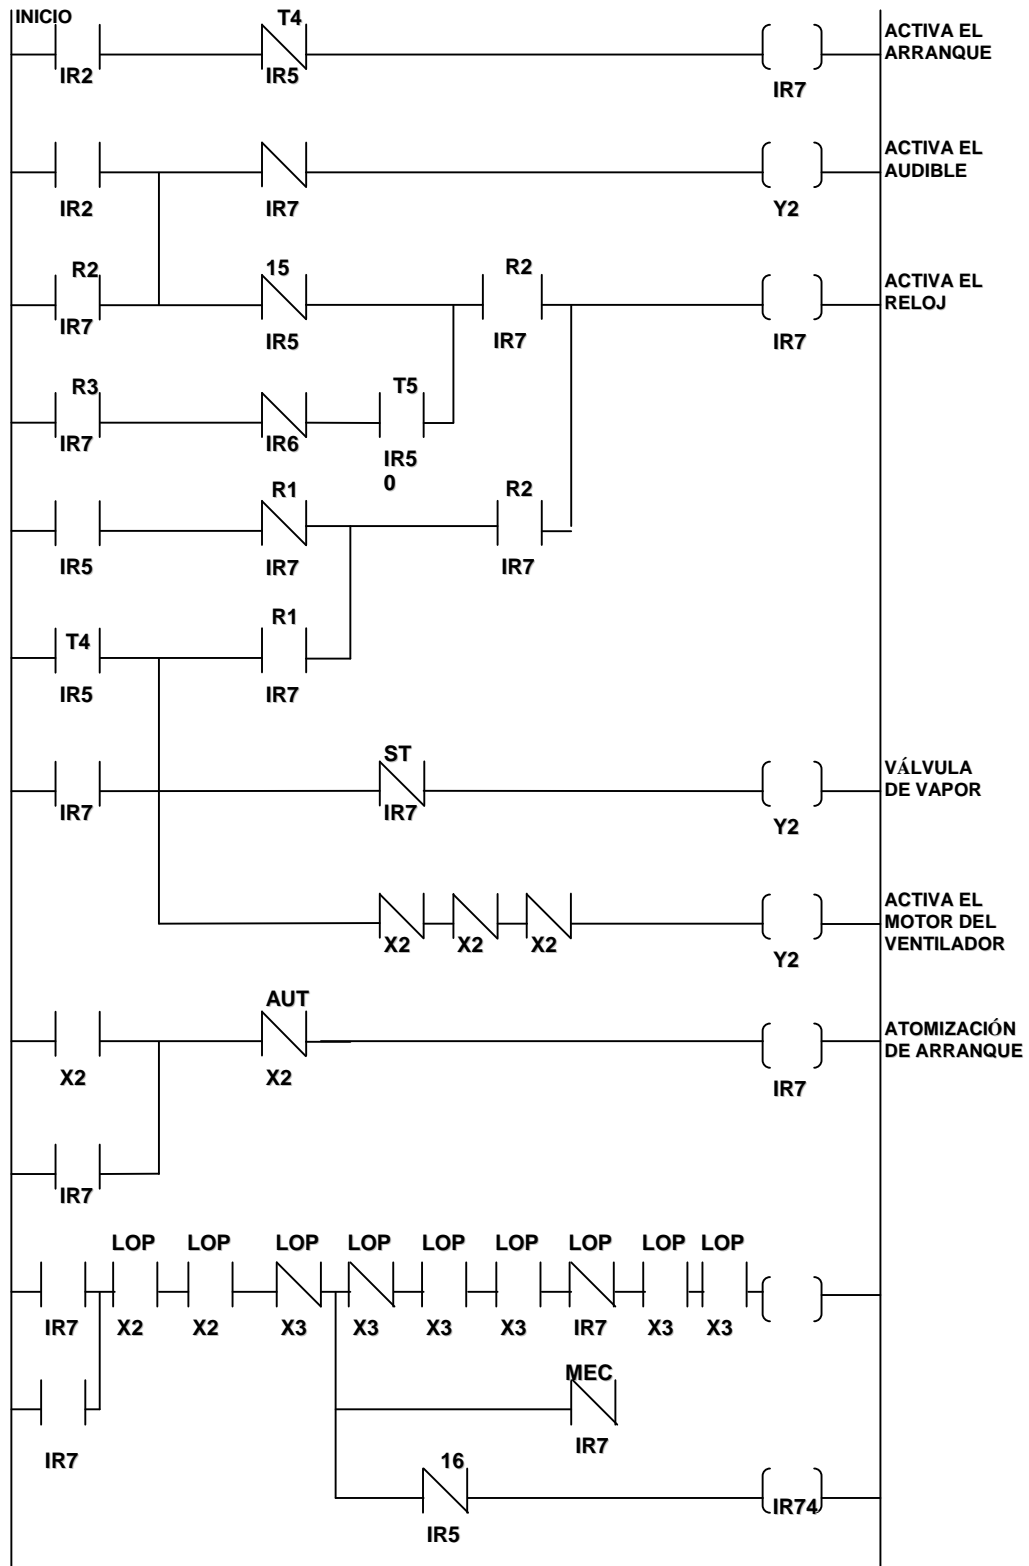 INICIO
T4
ACTIVA EL
ARRANQUE
IR2
IR5
IR7
ACTIVA EL
AUDIBLE
IR2
IR7
Y2
R2
15
R2
ACTIVA EL
RELOJ
IR7
IR5
IR7
IR7
R3
T5
IR7
IR6
IR5
0
R1
R2
IR5
IR7
IR7
T4
R1
IR5
IR7
ST
VÁLVULA
DE VAPOR
IR7
IR7
Y2
ACTIVA EL
MOTOR DEL
VENTILADOR
X2
X2
X2
Y2
AUT
ATOMIZACIÓN
DE ARRANQUE
X2
X2
IR7
IR7
LOP LOP LOP LOP LOP LOP LOP LOP LOP
IR7 X2 X2 X3 X3 X3 X3 IR7 X3 X3
MEC
IR7
IR7
16
IR74
IR5